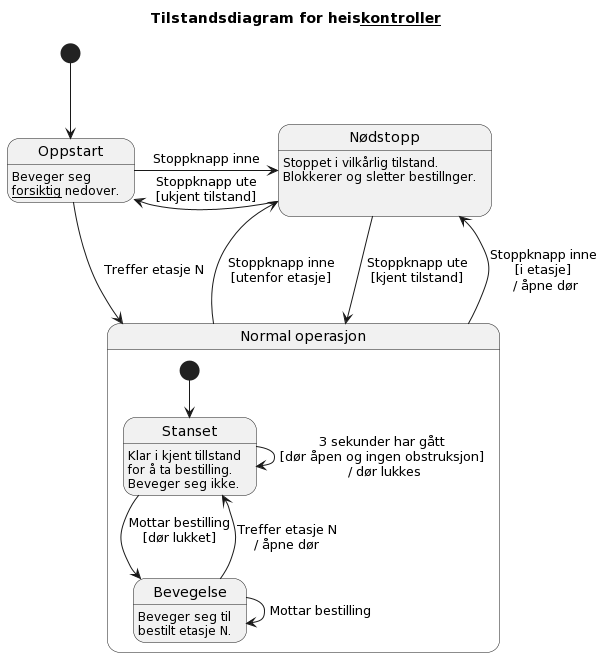 Tilstandsdiagram for heiskontroller
Oppstart
Beveger seg
forsiktig nedover.
Stoppknapp inne
Nødstopp
Stoppet i vilkårlig tilstand.
Blokkerer og sletter bestillnger.
Stoppknapp ute
[ukjent tilstand]
Treffer etasje N
Stoppknapp inne
[utenfor etasje]
Stoppknapp ute
[kjent tilstand]
Stoppknapp inne
[i etasje]
/ åpne dør
Normal operasjon
Stanset
Klar i kjent tillstand
for å ta bestilling.
Beveger seg ikke.
3 sekunder har gått
[dør åpen og ingen obstruksjon]
/ dør lukkes
Mottar bestilling
[dør lukket]
Treffer etasje N
/ åpne dør
Bevegelse
Beveger seg til
bestilt etasje N.
Mottar bestilling